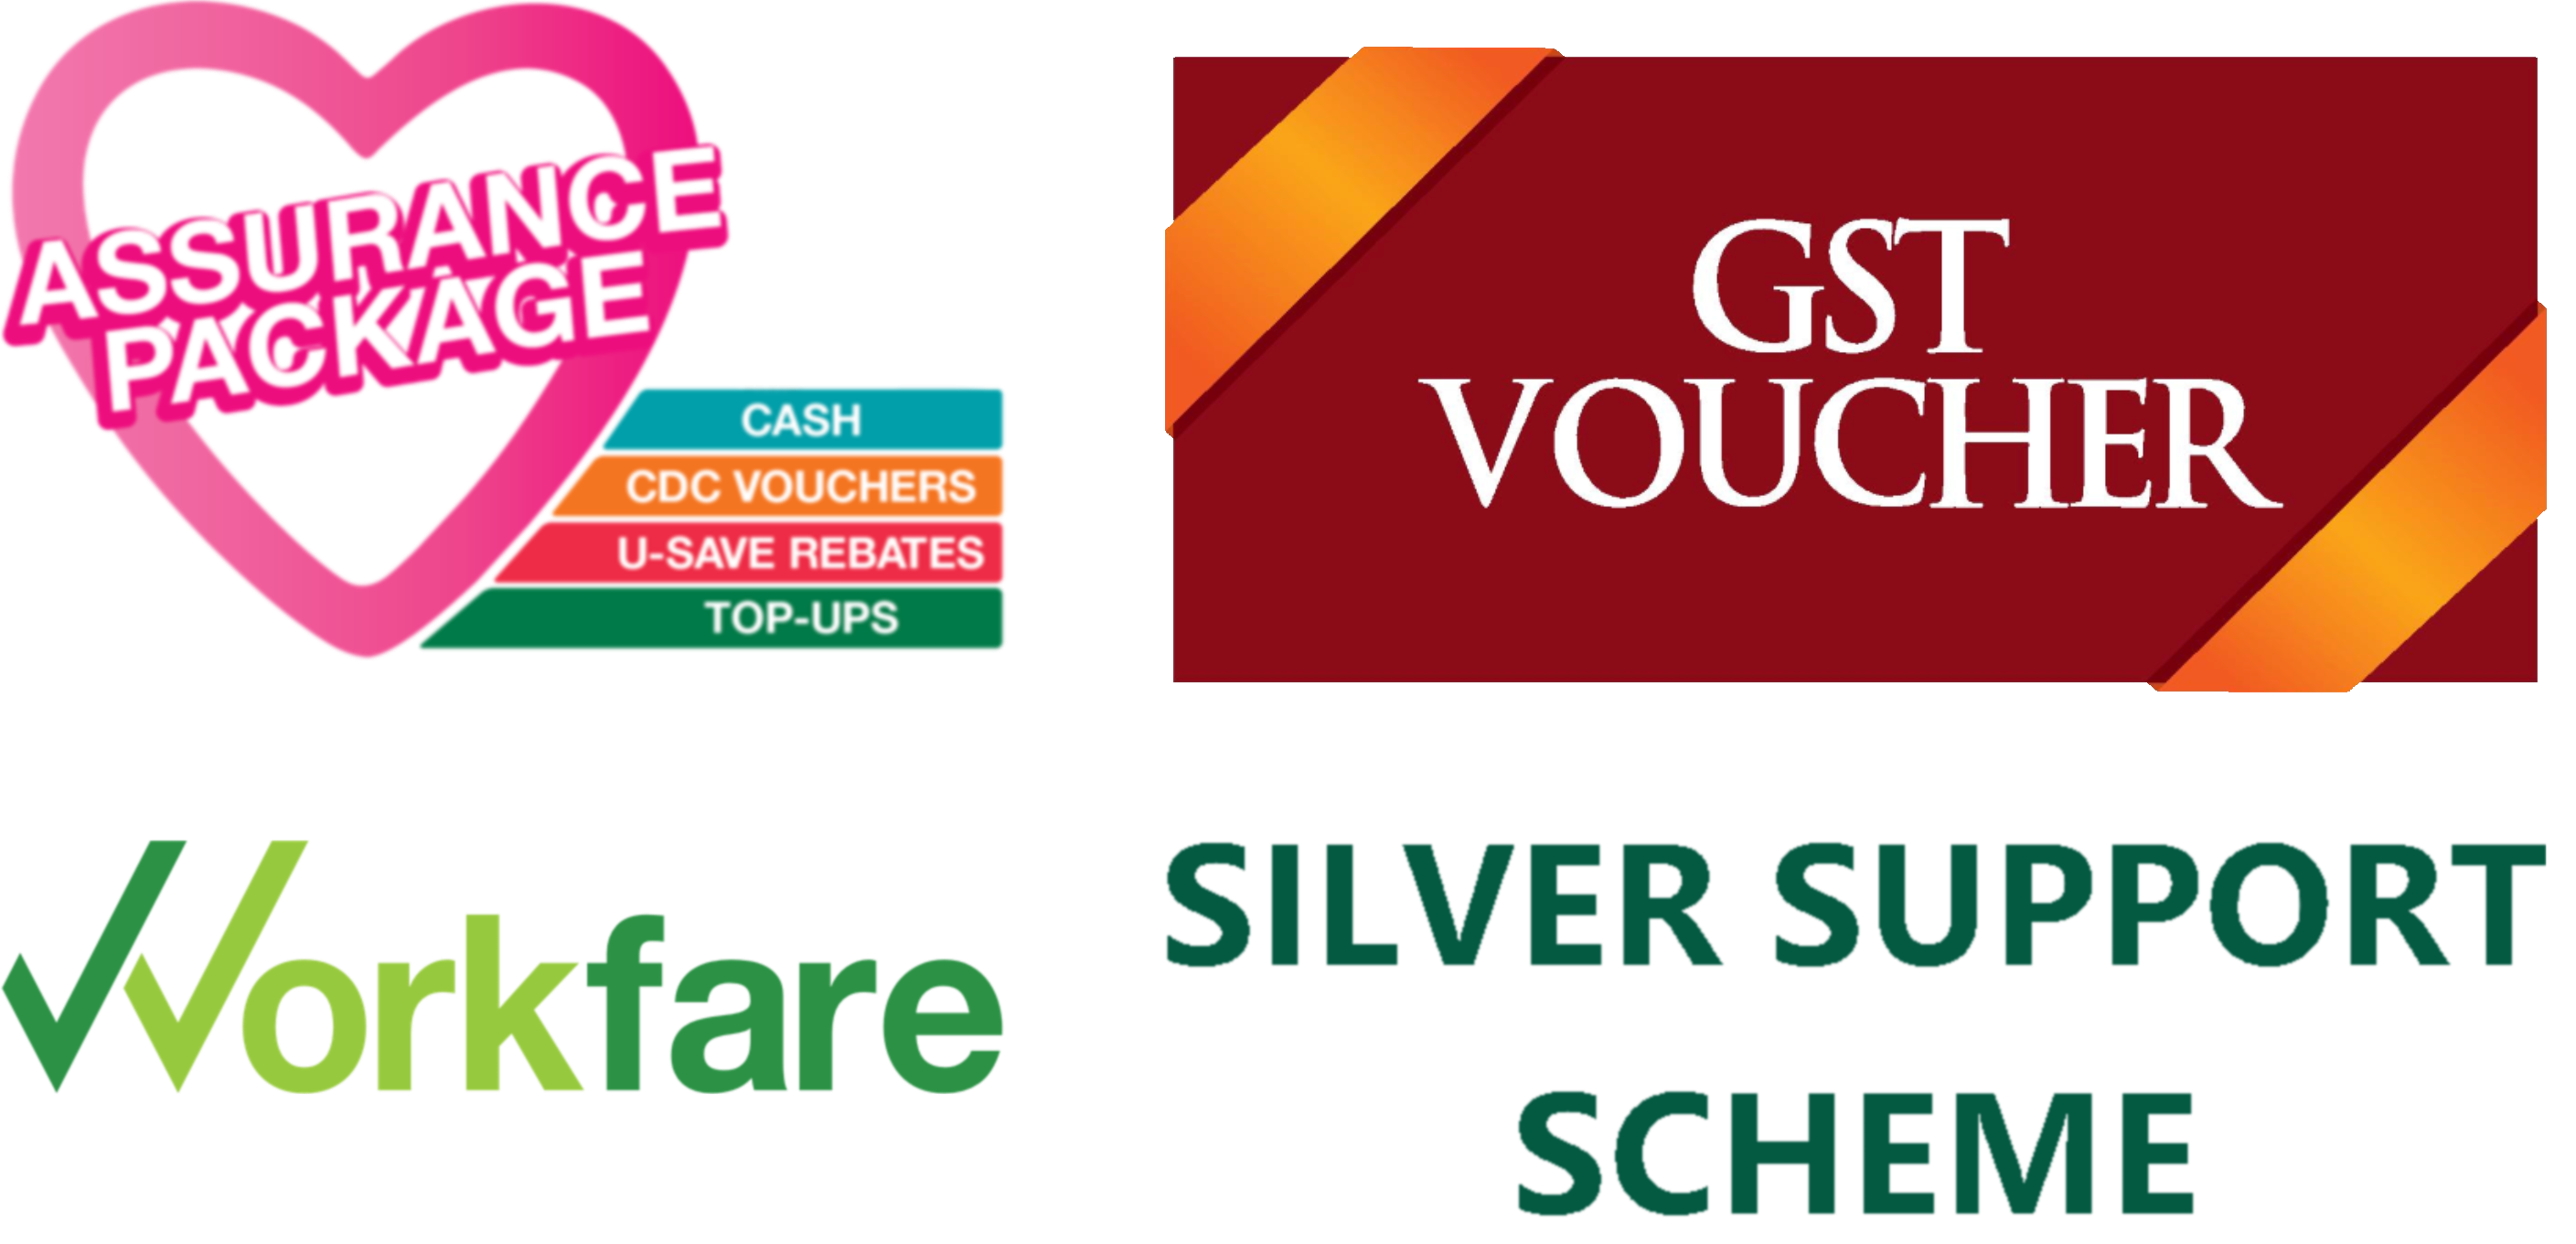 ASSURANCE
PACKAGE
CASH
CDC VOUCHERS
U-SAVE REBATES
TOP-UPS
GST
VOUCHER
Workfare
SILVER SUPPORT
SCHEME